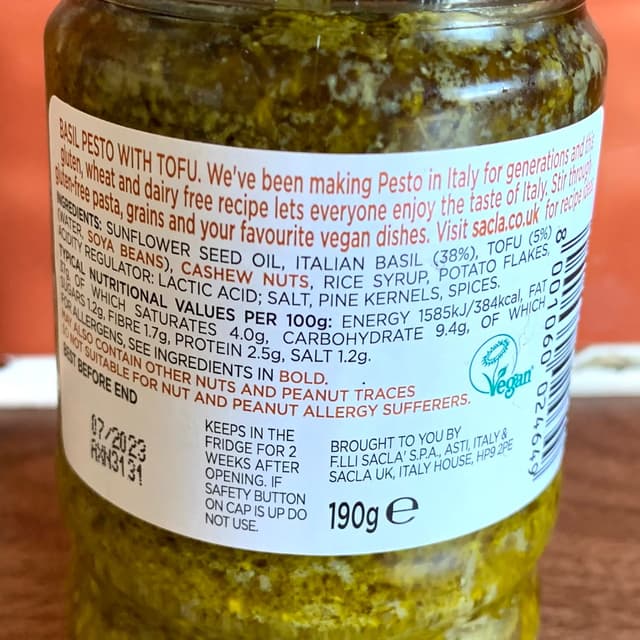 BASIL PESTO WITH TOFU. We've been making Pesto in Italy for generations and this
gluten, wheat and dairy free recipe lets everyone enjoy the taste of Italy. Stir through
gluten-free pasta, grains and your favourite vegan dishes. Visit sacla.co.uk for recipe ideas.
INGREDIENTS: SUNFLOWER SEED OIL, ITALIAN BASIL (38%), TOFU (5%)
(WATER, SOYA BEANS), CASHEW NUTS, RICE SYRUP, POTATO FLAKES,
ACIDITY REGULATOR: LACTIC ACID; SALT, PINE KERNELS, SPICES.
TYPICAL NUTRITIONAL VALUES PER 100g: ENERGY 1585kJ/384kcal, FAT
OF WHICH SATURATES 4.0g, CARBOHYDRATE 9.4g, OF WHICH
SUGARS 1.2g, FIBRE 1.7g, PROTEIN 2.5g, SALT 1.2g.
FOR ALLERGENS, SEE INGREDIENTS IN BOLD.
MAY ALSO CONTAIN OTHER NUTS AND PEANUT TRACES
NOT SUITABLE FOR NUT AND PEANUT ALLERGY SUFFERERS.
BEST BEFORE END
07/2023
KEEPS IN THE
FRIDGE FOR 2
WEEKS AFTER
OPENING. IF
SAFETY BUTTON
ON CAP IS UP DO
NOT USE.
BROUGHT TO YOU BY
F.LLI SACLA' S.P.A., ASTI, ITALY &
SACLA UK, ITALY HOUSE, HP9 2PE
190g e
Vegan
8 001060 024649